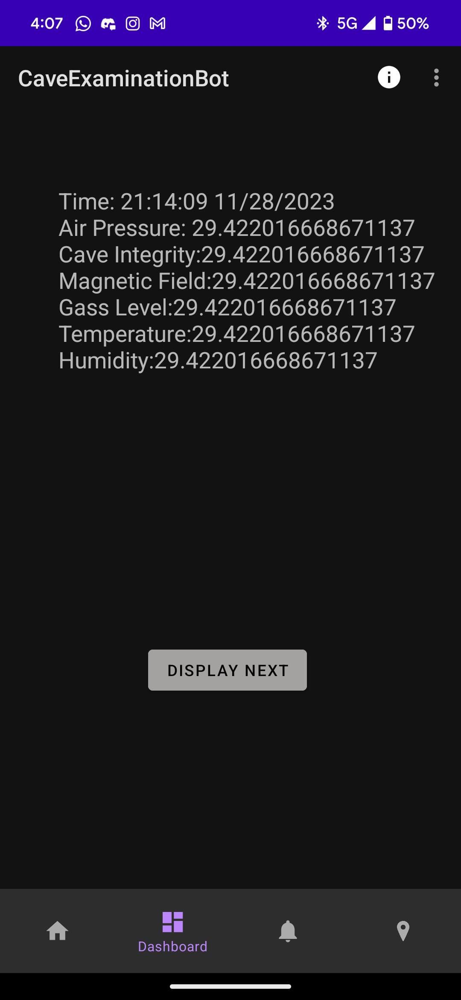 4:07 5G 50%
CaveExaminationBot
Time: 21:14:09 11/28/2023
Air Pressure: 29.422016668671137
Cave Integrity:29.422016668671137
Magnetic Field:29.422016668671137
Gass Level:29.422016668671137
Temperature:29.422016668671137
Humidity:29.422016668671137
DISPLAY NEXT
Dashboard